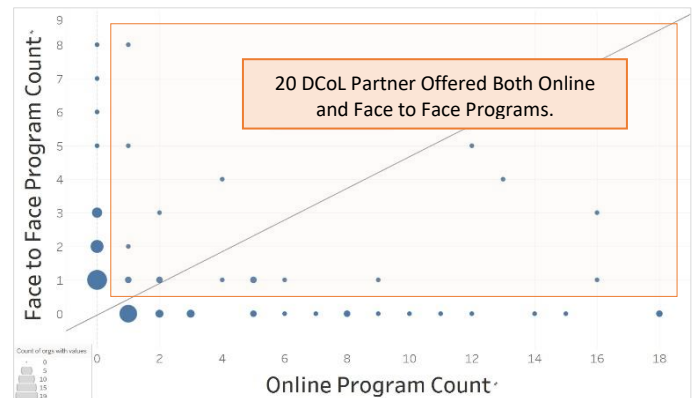 9
8
7
6
5
4
3
2
1
0
Face to Face Program Count
20 DCoL Partner Offered Both Online
and Face to Face Programs.
0 2 4 6 8 10 12 14 16 18
Online Program Count
Count of orgs with values
0
5
10
15
19